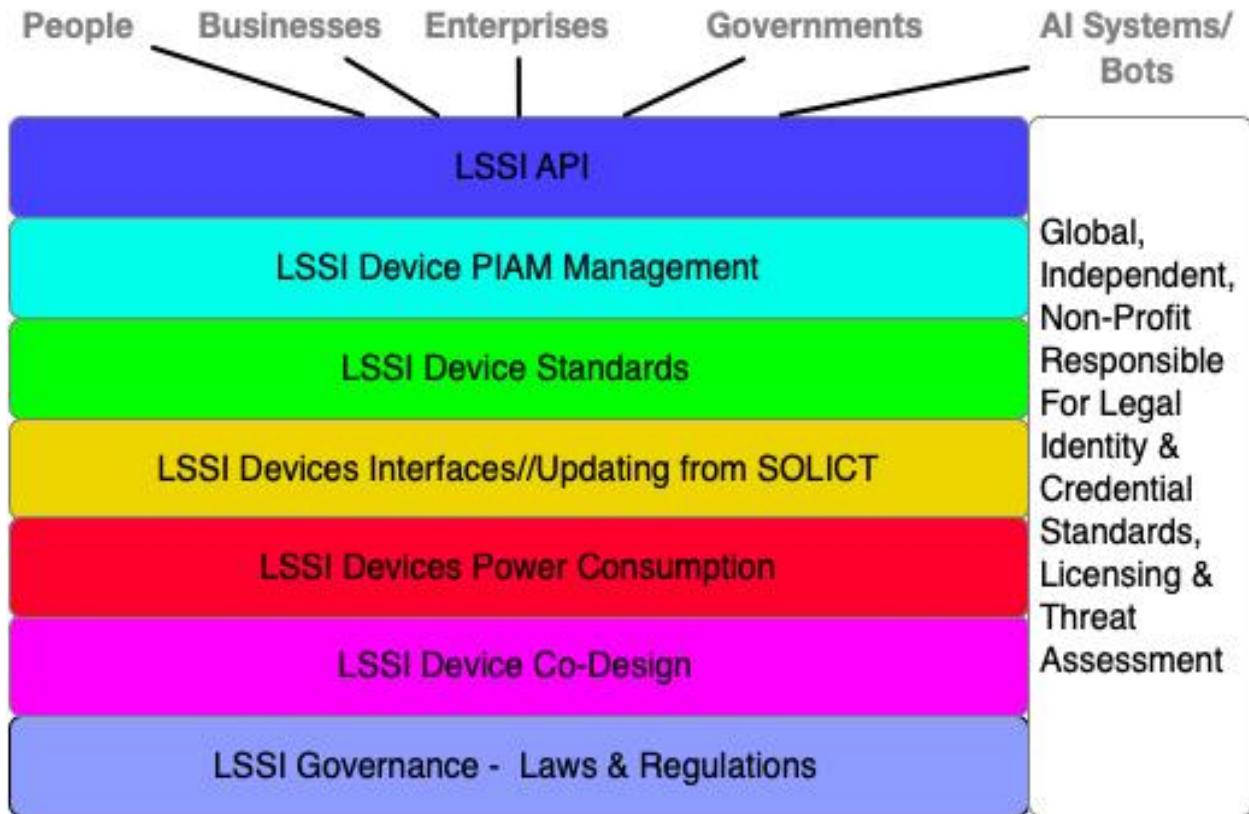 People Businesses Enterprises Governments AI Systems/
Bots
LSSI API
LSSI Device PIAM Management
LSSI Device Standards
LSSI Devices Interfaces//Updating from SOLICT
LSSI Devices Power Consumption
LSSI Device Co-Design
LSSI Governance - Laws & Regulations
Global,
Independent,
Non-Profit
Responsible
For Legal
Identity &
Credential
Standards,
Licensing &
Threat
Assessment